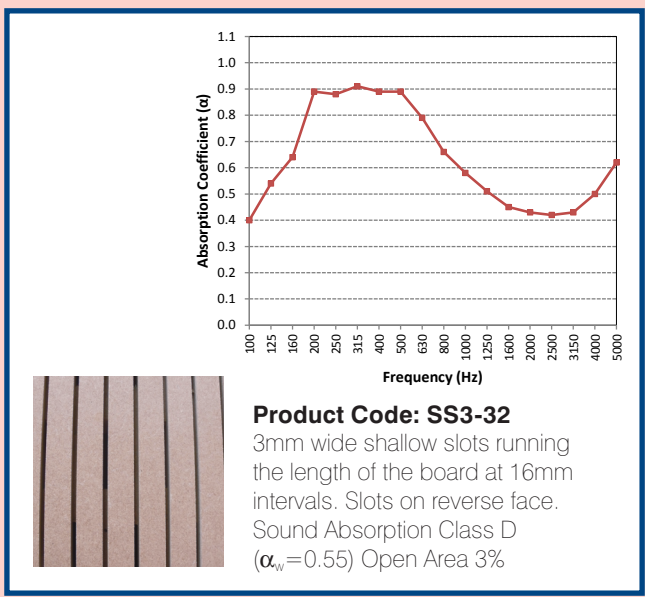 1.1
1.0
0.9
0.8
0.7
0.6
0.5
0.4
0.3
0.2
0.1
0.0
Absorption Coefficient (α)
100 125 160 200 250 315 400 500 630 800 1000 1250 1600 2000 2500 3150 4000 5000
Frequency (Hz)
Product Code: SS3-32
3mm wide shallow slots running
the length of the board at 16mm
intervals. Slots on reverse face.
Sound Absorption Class D
(αw=0.55) Open Area 3%